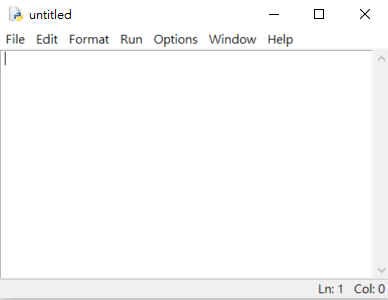 untitled
File Edit Format Run Options Window Help
Ln: 1 Col: 0